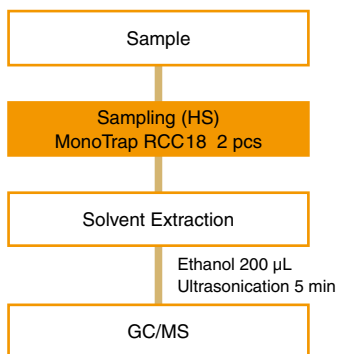 Sample
Sampling (HS)
MonoTrap RCC18 2 pcs
Solvent Extraction
Ethanol 200 µL
Ultrasonication 5 min
GC/MS